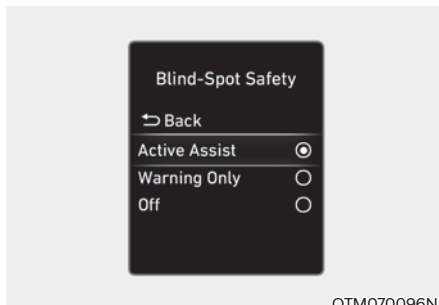 Blind-Spot Safety
Back
Active Assist
Warning Only
Off
OTM070096N